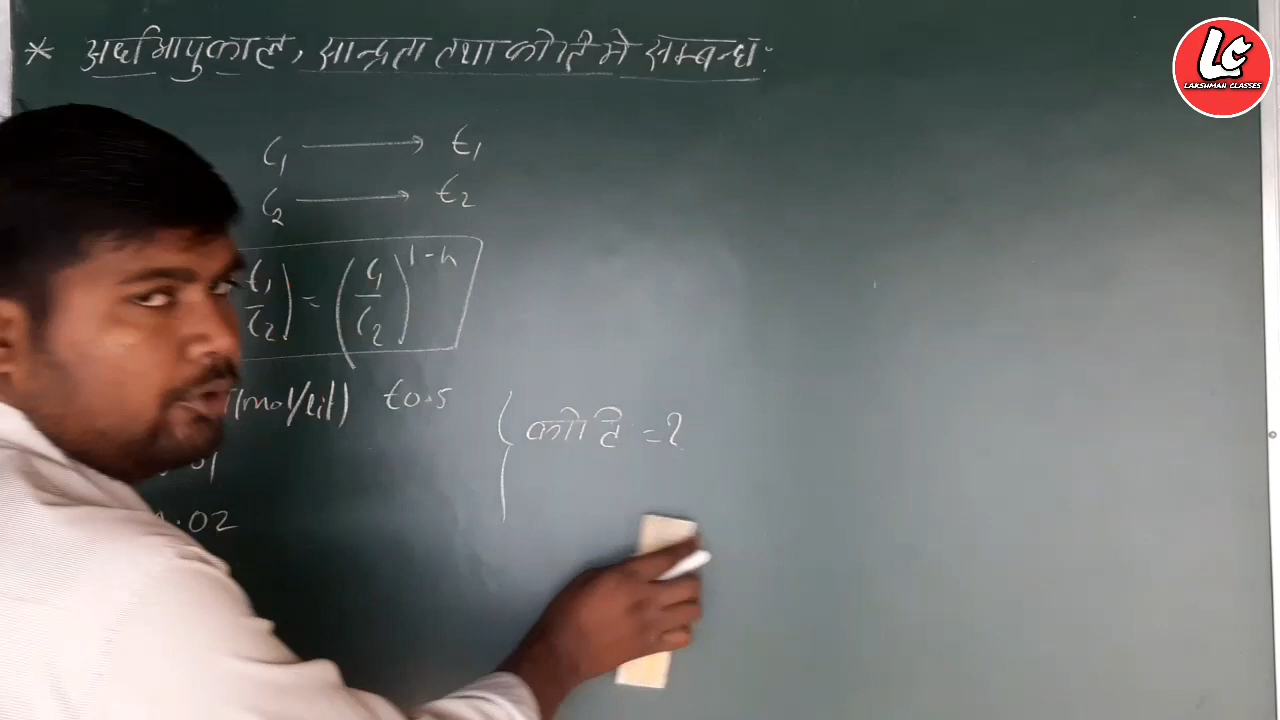 * अर्धआयुकाल, सान्द्रता तथा कोटि में सम्बन्ध:
LC
LAKSHMAN CLASSES
C₁ ⟶ t₁
C₂ ⟶ t₂
(t₁/t₂) = (C₁/C₂)^(1-n)
(mol/lit) t0.5
कोटि = ?
.02